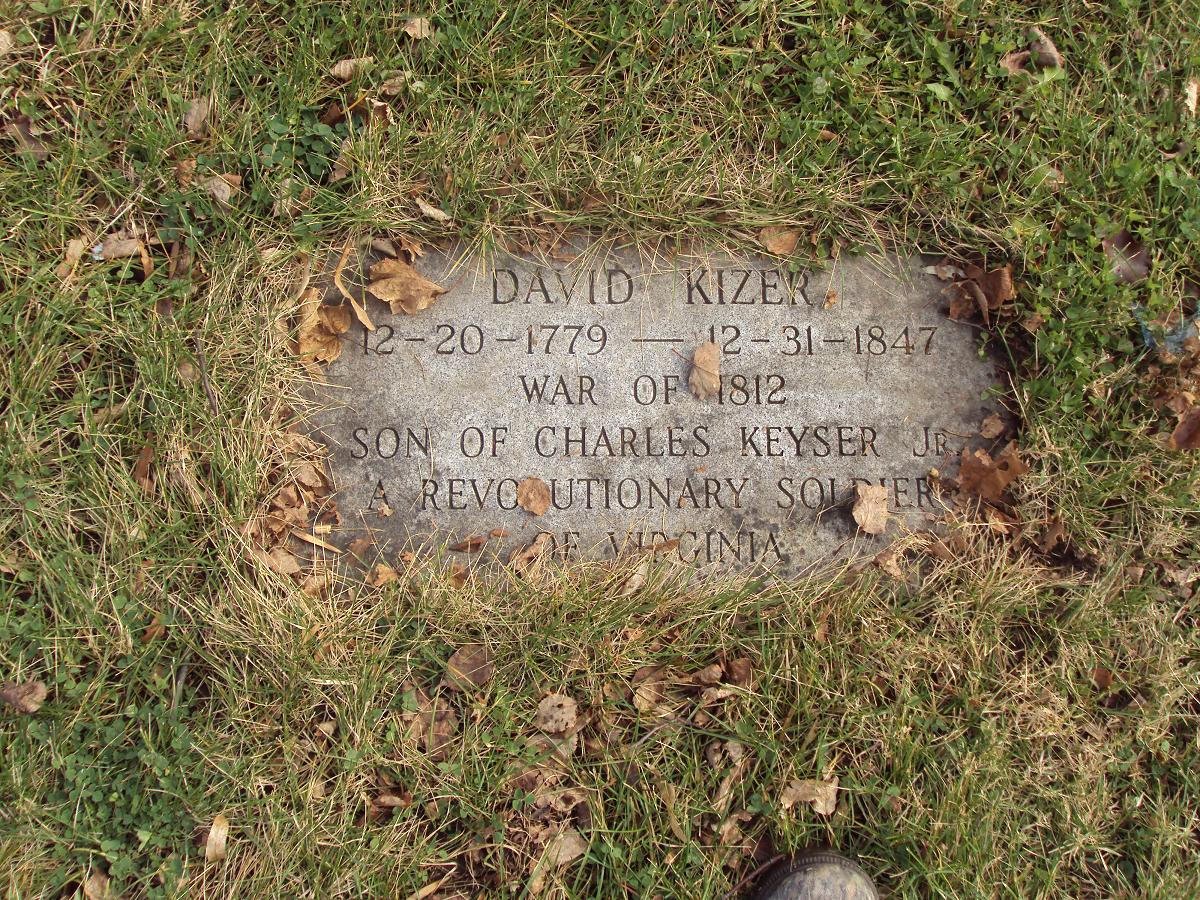 DAVID KIZER
12-20-1779 — 12-31-1847
WAR OF 1812
SON OF CHARLES KEYSER JR.
A REVOLUTIONARY SOLDIER
OF VIRGINIA